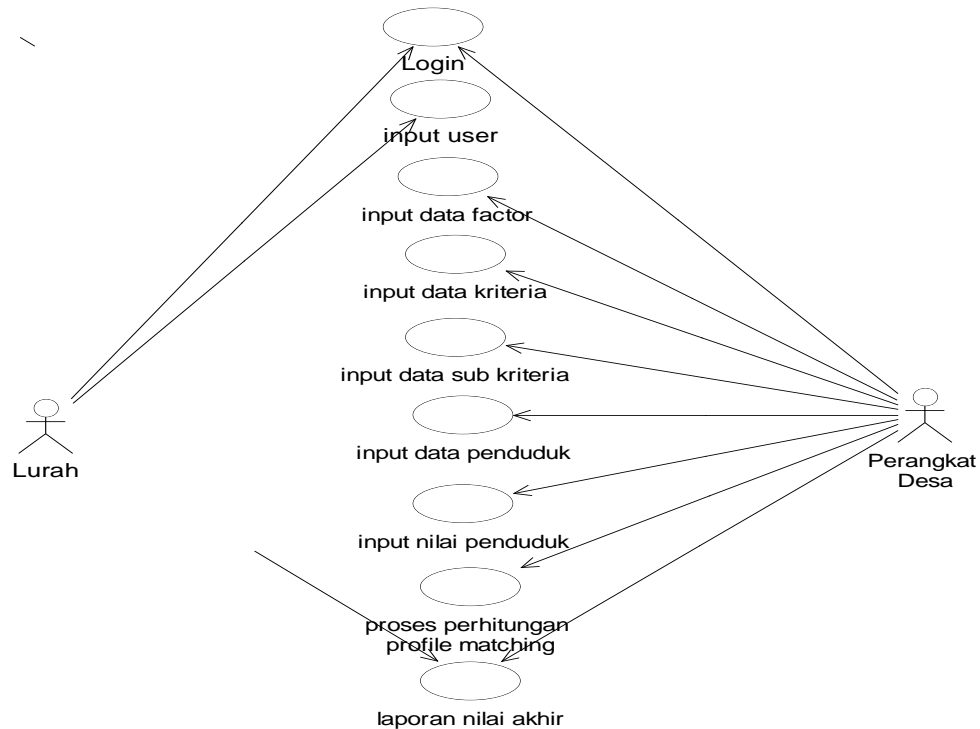 Login
input user
input data factor
input data kriteria
input data sub kriteria
Lurah
input data penduduk
Perangkat
Desa
input nilai penduduk
proses perhitungan
profile matching
laporan nilai akhir